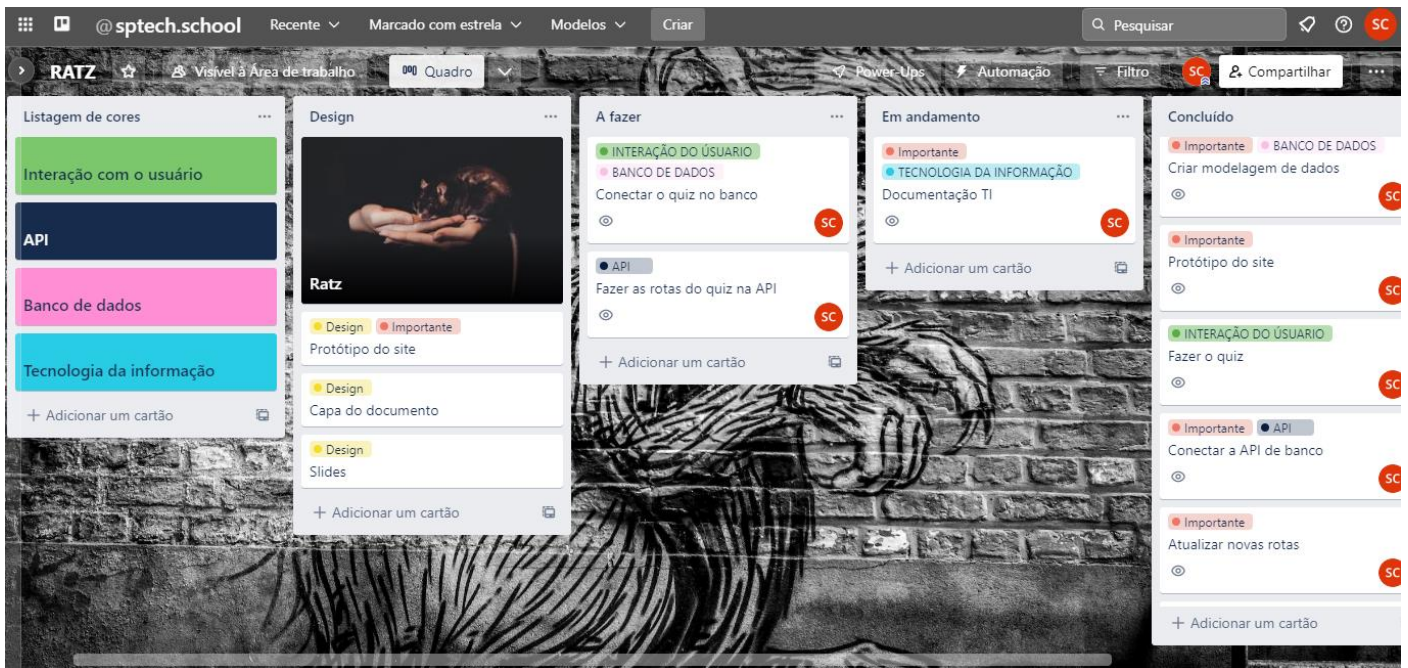 @sptech.school Recente Marcado com estrela Modelos Criar Pesquisar SC
RATZ Visível à Área de trabalho Quadro Power-Ups Automação Filtro SC Compartilhar
Listagem de cores
Interação com o usuário
API
Banco de dados
Tecnologia da informação
+ Adicionar um cartão
Design
Ratz
Design Importante
Protótipo do site
Design
Capa do documento
Design
Slides
+ Adicionar um cartão
A fazer
INTERAÇÃO DO ÚSUARIO
BANCO DE DADOS
Conectar o quiz no banco
SC
API
Fazer as rotas do quiz na API
SC
+ Adicionar um cartão
Em andamento
Importante
TECNOLOGIA DA INFORMAÇÃO
Documentação TI
SC
+ Adicionar um cartão
Concluído
Importante BANCO DE DADOS
Criar modelagem de dados
SC
Importante
Protótipo do site
SC
INTERAÇÃO DO ÚSUARIO
Fazer o quiz
SC
Importante API
Conectar a API de banco
SC
Importante
Atualizar novas rotas
SC
+ Adicionar um cartão